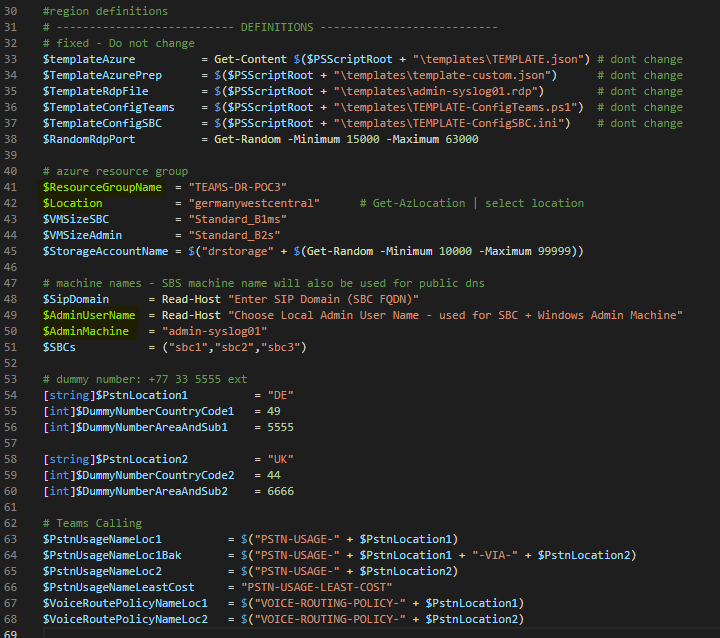 30 #region definitions
31 # ---------------------------- DEFINITIONS ---------------------------
32 # fixed - Do not change
33 $templateAzure = Get-Content $($PSScriptRoot + "\templates\TEMPLATE.json") # dont change
34 $TemplateAzurePrep = $($PSScriptRoot + "\templates\template-custom.json") # dont change
35 $TemplateRdpFile = $($PSScriptRoot + "\templates\admin-syslog01.rdp") # dont change
36 $TemplateConfigTeams = $($PSScriptRoot + "\templates\TEMPLATE-ConfigTeams.ps1") # dont change
37 $TemplateConfigSBC = $($PSScriptRoot + "\templates\TEMPLATE-ConfigSBC.ini") # dont change
38 $RandomRdpPort = Get-Random -Minimum 15000 -Maximum 63000
39
40 # azure resource group
41 $ResourceGroupName = "TEAMS-DR-POC3"
42 $Location = "germanywestcentral" # Get-AzLocation | select location
43 $VMSizeSBC = "Standard_B1ms"
44 $VMSizeAdmin = "Standard_B2s"
45 $StorageAccountName = $("drstorage" + $(Get-Random -Minimum 10000 -Maximum 99999))
46
47 # machine names - SBS machine name will also be used for public dns
48 $SipDomain = Read-Host "Enter SIP Domain (SBC FQDN)"
49 $AdminUserName = Read-Host "Choose Local Admin User Name - used for SBC + Windows Admin Machine"
50 $AdminMachine = "admin-syslog01"
51 $SBCs = ("sbc1","sbc2","sbc3")
52
53 # dummy number: +77 33 5555 ext
54 [string]$PstnLocation1 = "DE"
55 [int]$DummyNumberCountryCode1 = 49
56 [int]$DummyNumberAreaAndSub1 = 5555
57
58 [string]$PstnLocation2 = "UK"
59 [int]$DummyNumberCountryCode2 = 44
60 [int]$DummyNumberAreaAndSub2 = 6666
61
62 # Teams Calling
63 $PstnUsageNameLoc1 = $("PSTN-USAGE-" + $PstnLocation1)
64 $PstnUsageNameLoc1Bak = $("PSTN-USAGE-" + $PstnLocation1 + "-VIA-" + $PstnLocation2)
65 $PstnUsageNameLoc2 = $("PSTN-USAGE-" + $PstnLocation2)
66 $PstnUsageNameLeastCost = "PSTN-USAGE-LEAST-COST"
67 $VoiceRoutePolicyNameLoc1 = $("VOICE-ROUTING-POLICY-" + $PstnLocation1)
68 $VoiceRoutePolicyNameLoc2 = $("VOICE-ROUTING-POLICY-" + $PstnLocation2)
69